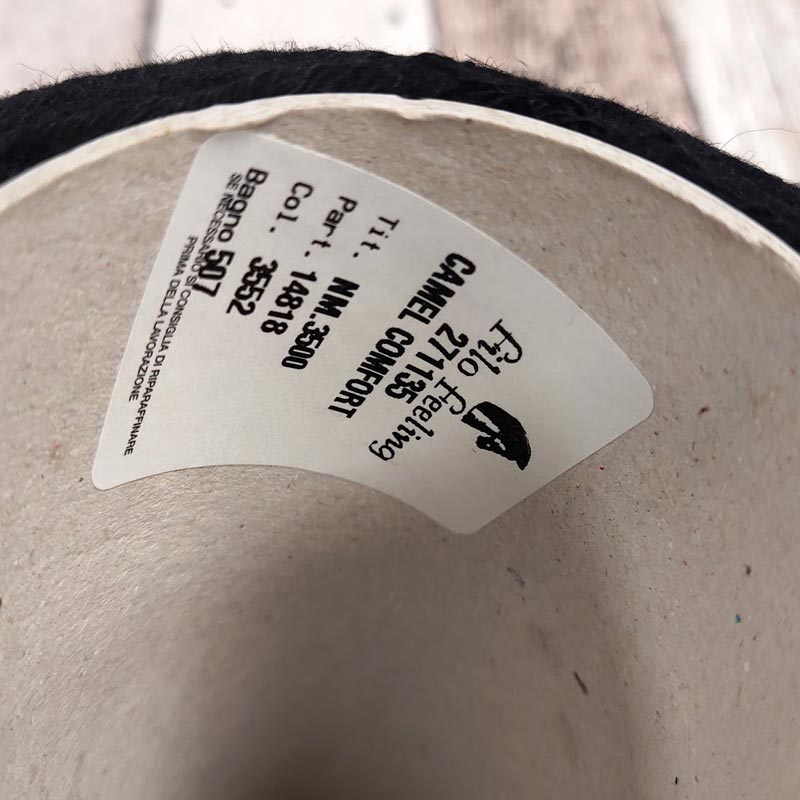 filo feeling
271135
CAMEL COMFORT
Tit. NM.3500
Part. 14818
Col. 3552
Bagno 507
SE NECESSARIO SI CONSIGLIA DI RIPARAFFINARE
PRIMA DELLA LAVORAZIONE